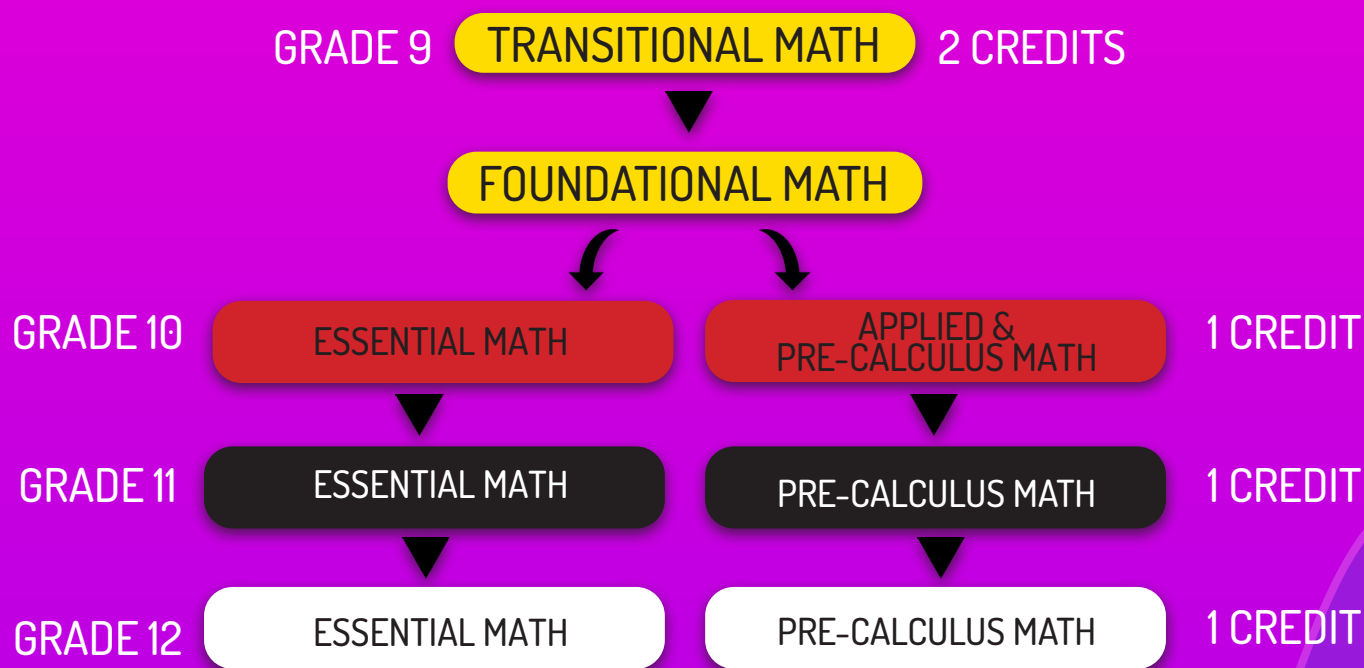 GRADE 9 TRANSITIONAL MATH 2 CREDITS
FOUNDATIONAL MATH
GRADE 10 ESSENTIAL MATH APPLIED &
PRE-CALCULUS MATH 1 CREDIT
GRADE 11 ESSENTIAL MATH PRE-CALCULUS MATH 1 CREDIT
GRADE 12 ESSENTIAL MATH PRE-CALCULUS MATH 1 CREDIT